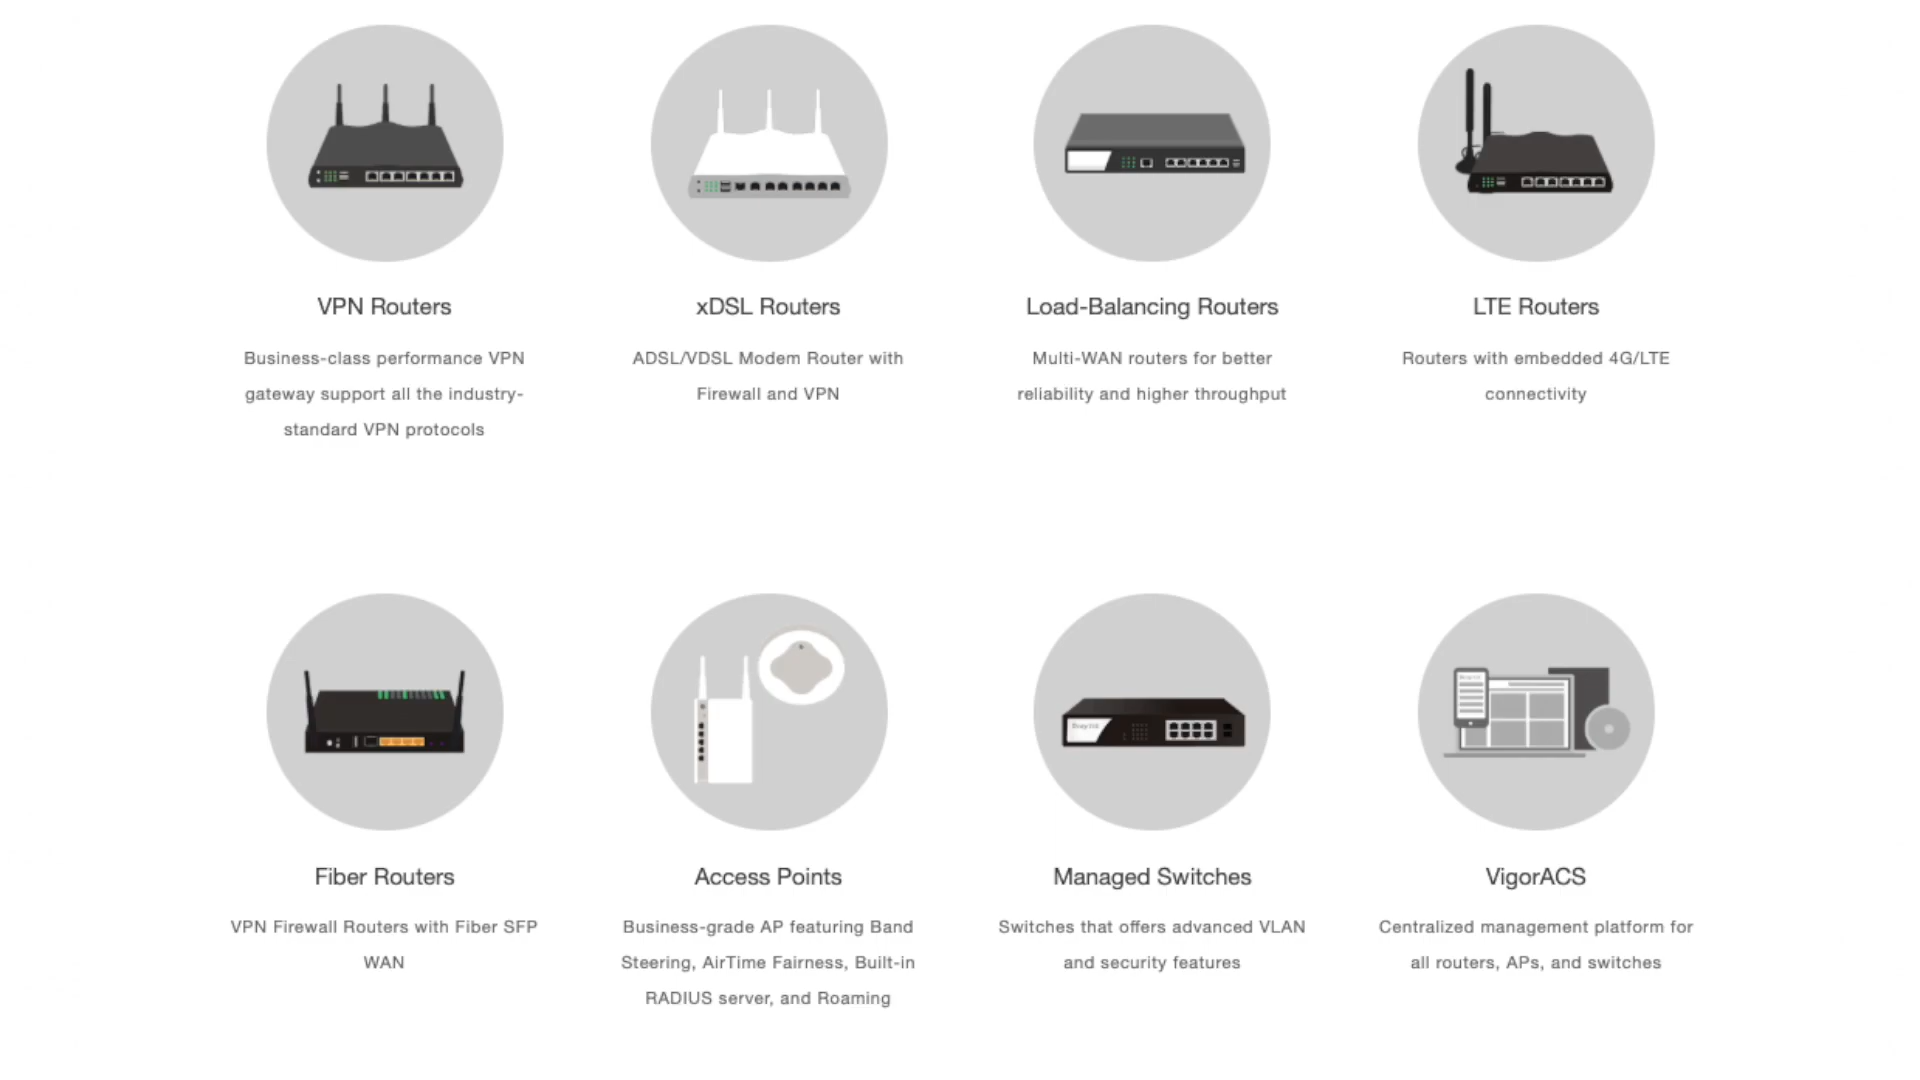 VPN Routers
Business-class performance VPN
gateway support all the industry-
standard VPN protocols
xDSL Routers
ADSL/VDSL Modem Router with
Firewall and VPN
Load-Balancing Routers
Multi-WAN routers for better
reliability and higher throughput
LTE Routers
Routers with embedded 4G/LTE
connectivity
Fiber Routers
VPN Firewall Routers with Fiber SFP
WAN
Access Points
Business-grade AP featuring Band
Steering, AirTime Fairness, Built-in
RADIUS server, and Roaming
Managed Switches
Switches that offers advanced VLAN
and security features
VigorACS
Centralized management platform for
all routers, APs, and switches